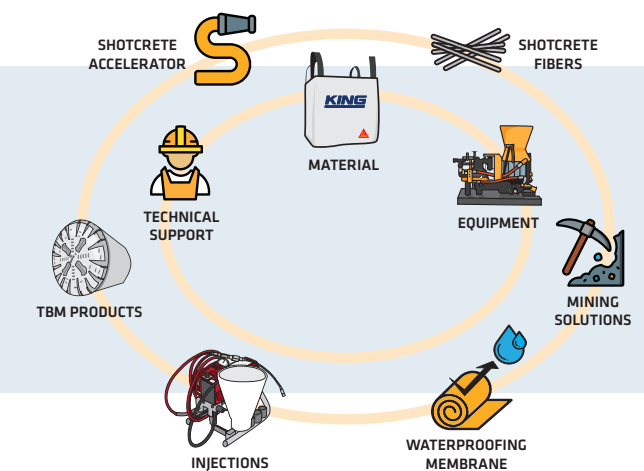 SHOTCRETE
ACCELERATOR
SHOTCRETE
FIBERS
KING
MATERIAL
TECHNICAL
SUPPORT
EQUIPMENT
TBM PRODUCTS
MINING
SOLUTIONS
INJECTIONS
WATERPROOFING
MEMBRANE